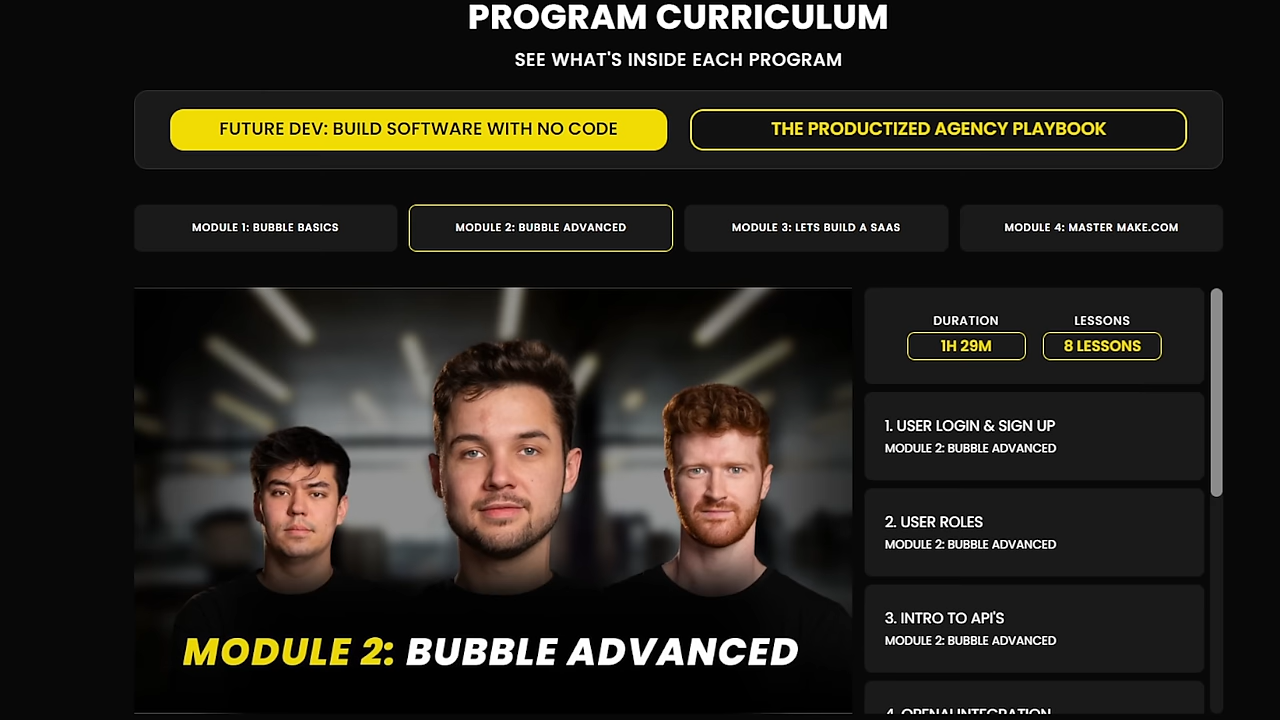 PROGRAM CURRICULUM
SEE WHAT'S INSIDE EACH PROGRAM
FUTURE DEV: BUILD SOFTWARE WITH NO CODE
THE PRODUCTIZED AGENCY PLAYBOOK
MODULE 1: BUBBLE BASICS
MODULE 2: BUBBLE ADVANCED
MODULE 3: LETS BUILD A SAAS
MODULE 4: MASTER MAKE.COM
DURATION
LESSONS
1H 29M
8 LESSONS
1. USER LOGIN & SIGN UP
MODULE 2: BUBBLE ADVANCED
2. USER ROLES
MODULE 2: BUBBLE ADVANCED
3. INTRO TO API'S
MODULE 2: BUBBLE ADVANCED
4. OPENAI INTEGRATION
MODULE 2: BUBBLE ADVANCED